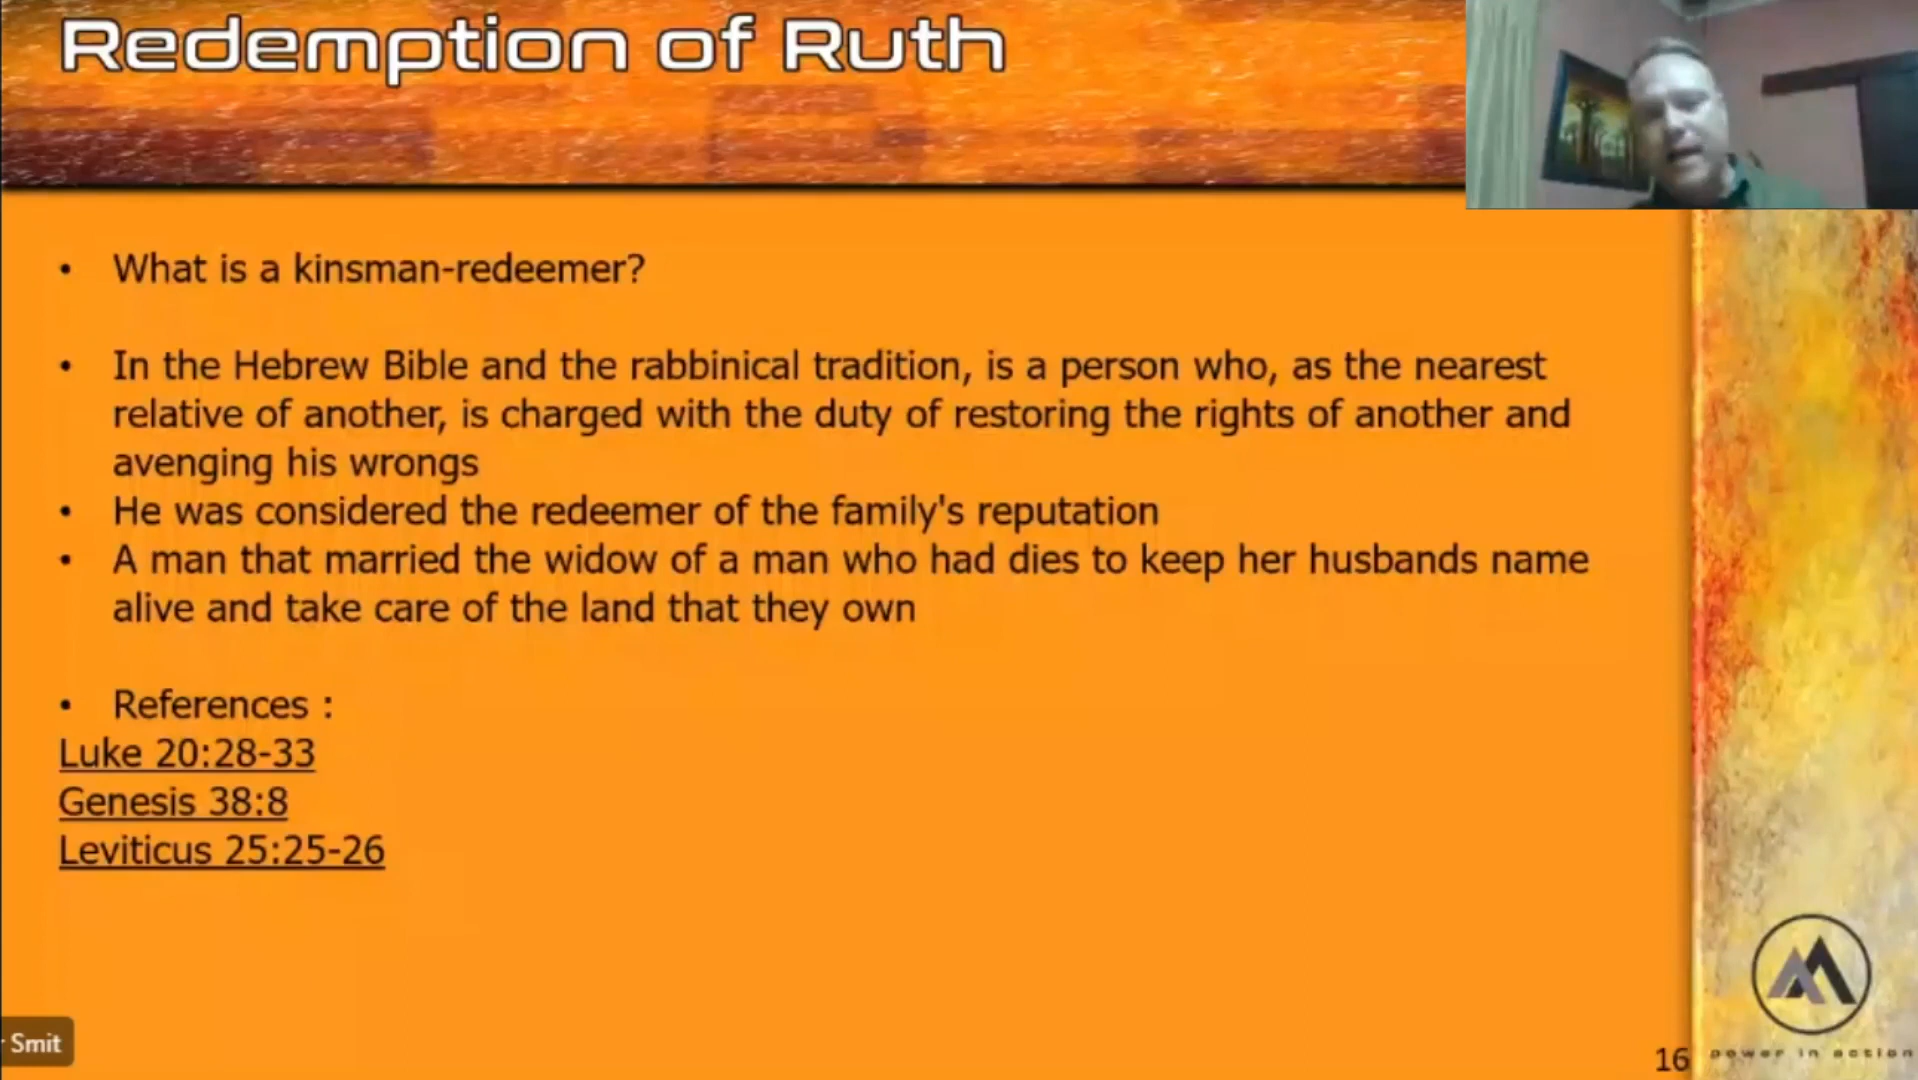 Redemption of Ruth
• What is a kinsman-redeemer?
• In the Hebrew Bible and the rabbinical tradition, is a person who, as the nearest
relative of another, is charged with the duty of restoring the rights of another and
avenging his wrongs
• He was considered the redeemer of the family's reputation
• A man that married the widow of a man who had dies to keep her husbands name
alive and take care of the land that they own
• References :
Luke 20:28-33
Genesis 38:8
Leviticus 25:25-26
Smit
16
power in action